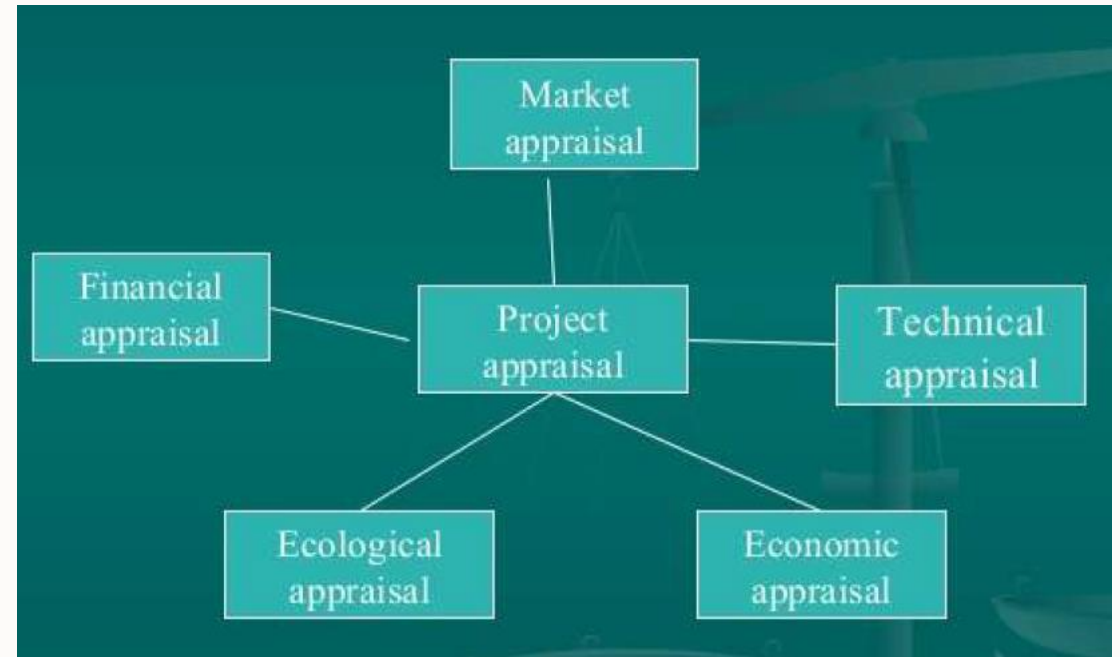 Market
appraisal
Financial
appraisal
Project
appraisal
Technical
appraisal
Ecological
appraisal
Economic
appraisal